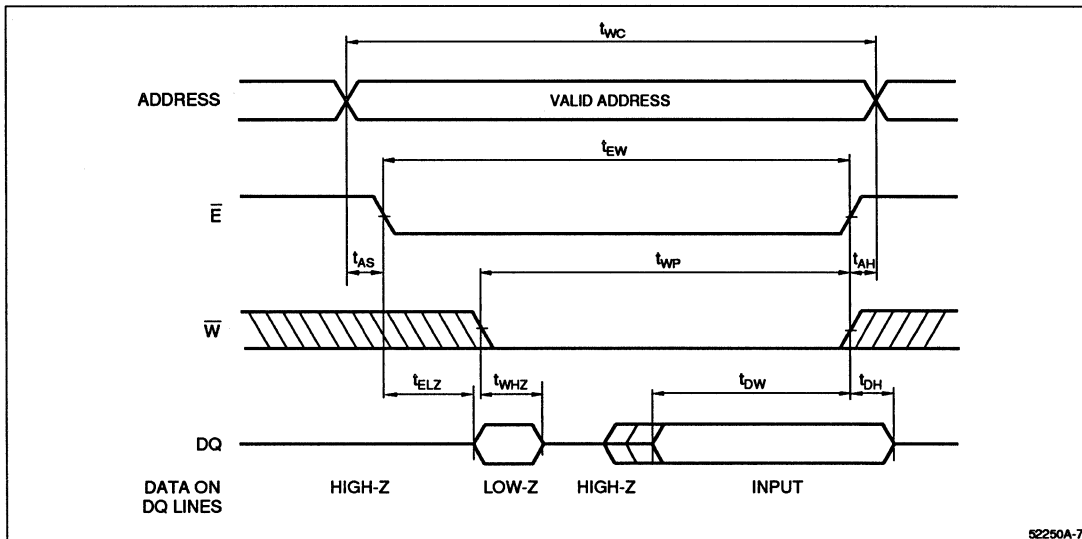 tWC
ADDRESS
VALID ADDRESS
tEW
E̅
tAS
tWP
tAH
W̅
tELZ
tWHZ
tDW
tDH
DQ
DATA ON
DQ LINES
HIGH-Z
LOW-Z
HIGH-Z
INPUT
52250A-7